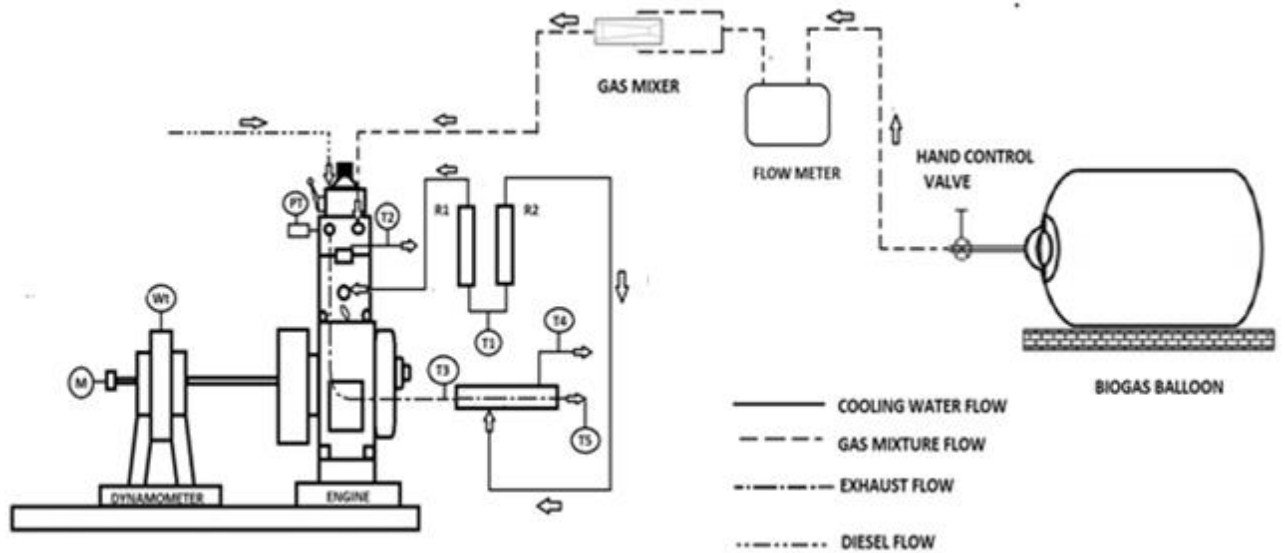 GAS MIXER
FLOW METER
HAND CONTROL
VALVE
PT
T2
R1
R2
Wt
T1
T4
M
T3
T5
BIOGAS BALLOON
COOLING WATER FLOW
GAS MIXTURE FLOW
EXHAUST FLOW
DIESEL FLOW
DYNAMOMETER
ENGINE